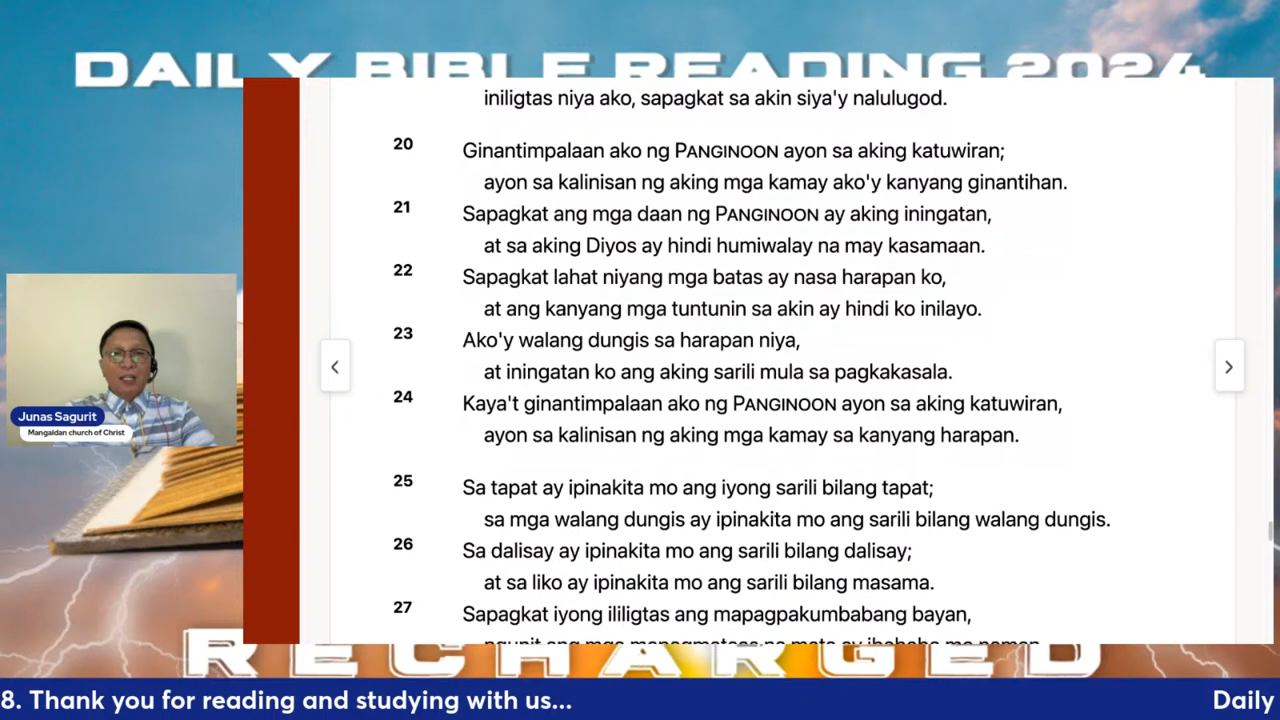 DAILY BIBLE READING 2024
iniligtas niya ako, sapagkat sa akin siya'y nalulugod.
20 Ginantimpalaan ako ng PANGINOON ayon sa aking katuwiran;
ayon sa kalinisan ng aking mga kamay ako'y kanyang ginantihan.
21 Sapagkat ang mga daan ng PANGINOON ay aking iningatan,
at sa aking Diyos ay hindi humiwalay na may kasamaan.
22 Sapagkat lahat niyang mga batas ay nasa harapan ko,
at ang kanyang mga tuntunin sa akin ay hindi ko inilayo.
23 Ako'y walang dungis sa harapan niya,
at iningatan ko ang aking sarili mula sa pagkakasala.
24 Kaya't ginantimpalaan ako ng PANGINOON ayon sa aking katuwiran,
ayon sa kalinisan ng aking mga kamay sa kanyang harapan.
25 Sa tapat ay ipinakita mo ang iyong sarili bilang tapat;
sa mga walang dungis ay ipinakita mo ang sarili bilang walang dungis.
26 Sa dalisay ay ipinakita mo ang sarili bilang dalisay;
at sa liko ay ipinakita mo ang sarili bilang masama.
27 Sapagkat iyong ililigtas ang mapagpakumbabang bayan,
Junas Sagurit
Mangaldan church of Christ
RECHARGED
8. Thank you for reading and studying with us...
Daily